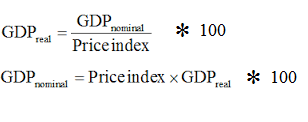 GDP_real = GDP_nominal / Price index * 100
GDP_nominal = Price index × GDP_real * 100